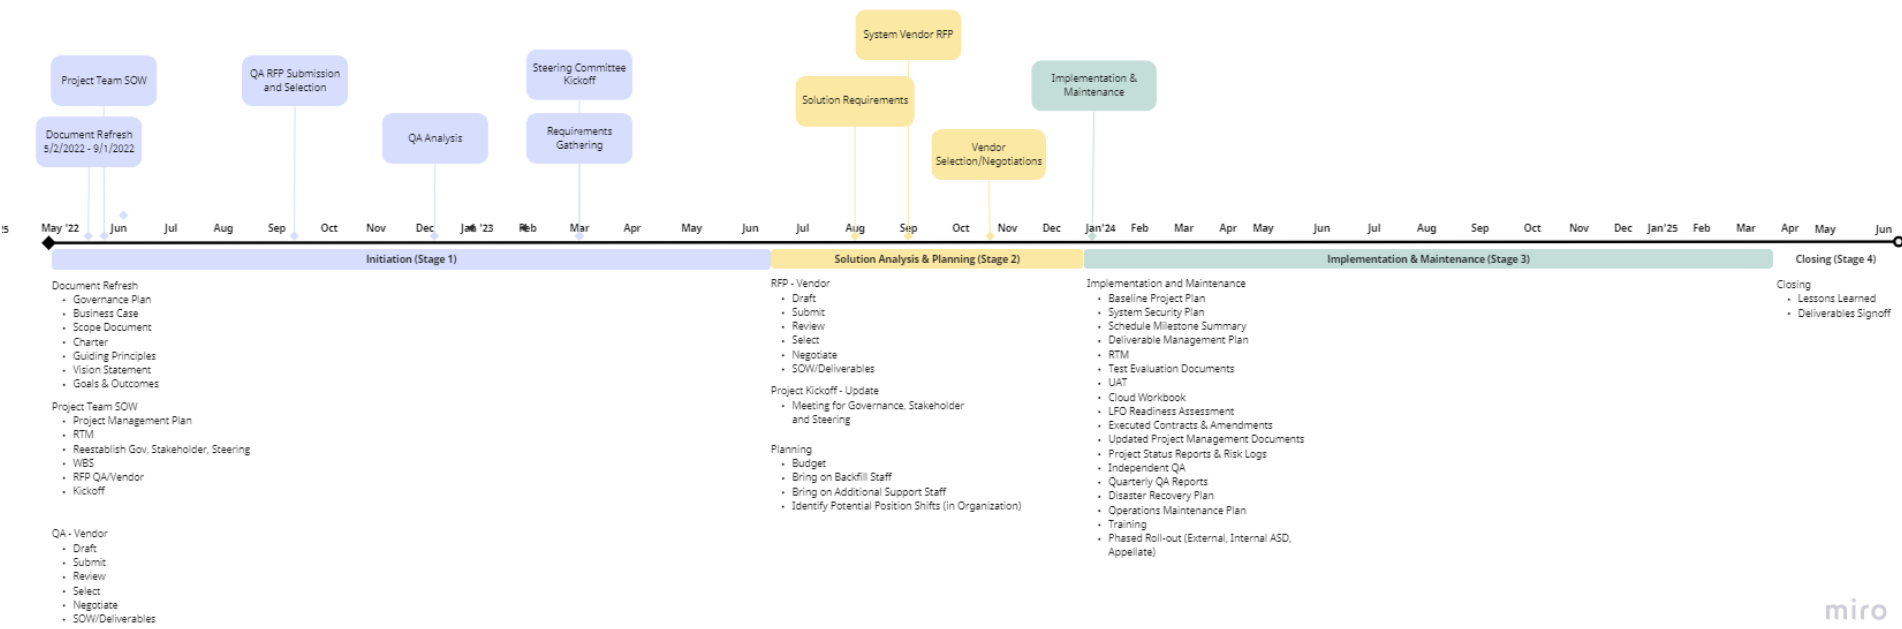 System Vendor RFP
Project Team SOW
QA RFP Submission
and Selection
Steering Committee
Kickoff
Solution Requirements
Implementation &
Maintenance
Document Refresh
5/2/2022 - 9/1/2022
QA Analysis
Requirements
Gathering
Vendor
Selection/Negotiations
May '22 Jun Jul Aug Sep Oct Nov Dec Jan '23 Feb Mar Apr May Jun Jul Aug Sep Oct Nov Dec Jan'24 Feb Mar Apr May Jun Jul Aug Sep Oct Nov Dec Jan'25 Feb Mar Apr May Jun
Initiation (Stage 1)
Solution Analysis & Planning (Stage 2)
Implementation & Maintenance (Stage 3)
Closing (Stage 4)
Document Refresh
• Governance Plan
• Business Case
• Scope Document
• Charter
• Guiding Principles
• Vision Statement
• Goals & Outcomes
Project Team SOW
• Project Management Plan
• RTM
• Reestablish Gov, Stakeholder, Steering
• WBS
• RFP QA/Vendor
• Kickoff
QA - Vendor
• Draft
• Submit
• Review
• Select
• Negotiate
• SOW/Deliverables
RFP - Vendor
• Draft
• Submit
• Review
• Select
• Negotiate
• SOW/Deliverables
Project Kickoff - Update
• Meeting for Governance, Stakeholder
and Steering
Planning
• Budget
• Bring on Backfill Staff
• Bring on Additional Support Staff
• Identify Potential Position Shifts (in Organization)
Implementation and Maintenance
• Baseline Project Plan
• System Security Plan
• Schedule Milestone Summary
• Deliverable Management Plan
• RTM
• Test Evaluation Documents
• UAT
• Cloud Workbook
• LFO Readiness Assessment
• Executed Contracts & Amendments
• Updated Project Management Documents
• Project Status Reports & Risk Logs
• Independent QA
• Quarterly QA Reports
• Disaster Recovery Plan
• Operations Maintenance Plan
• Training
• Phased Roll-out (External, Internal ASD,
Appellate)
Closing
• Lessons Learned
• Deliverables Signoff
miro